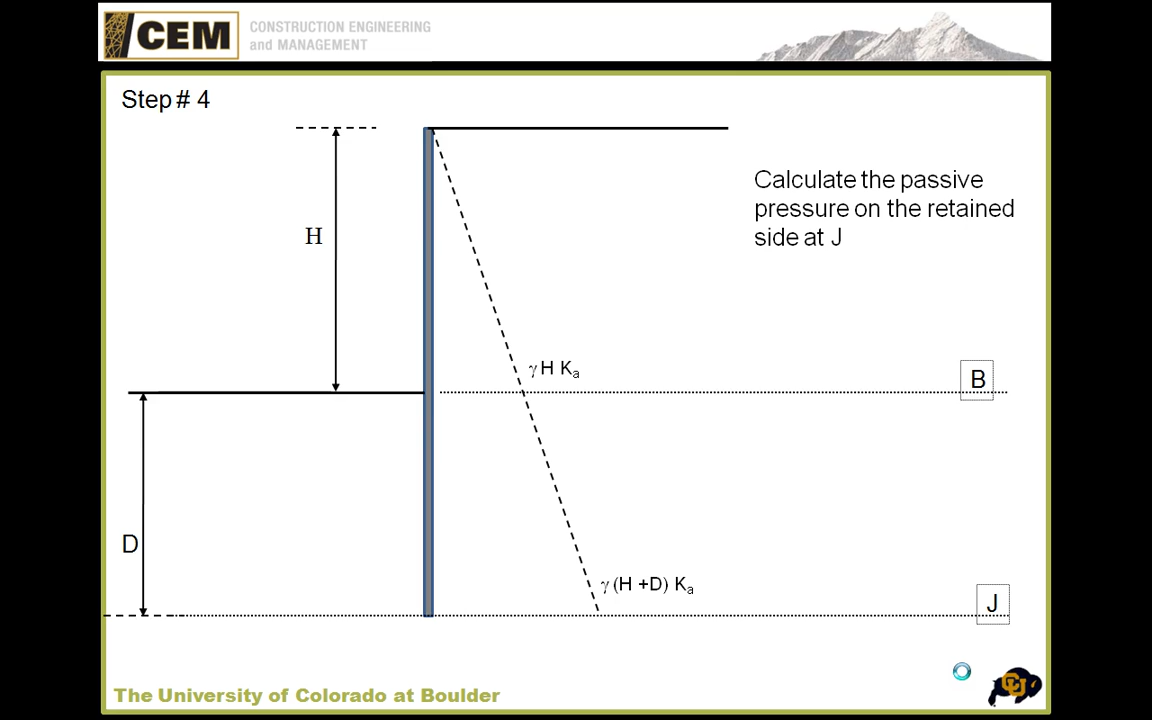 CEM
CONSTRUCTION ENGINEERING
and MANAGEMENT
Step # 4
Calculate the passive
pressure on the retained
side at J
H
γ H Ka
B
D
γ (H +D) Ka
J
The University of Colorado at Boulder
CU